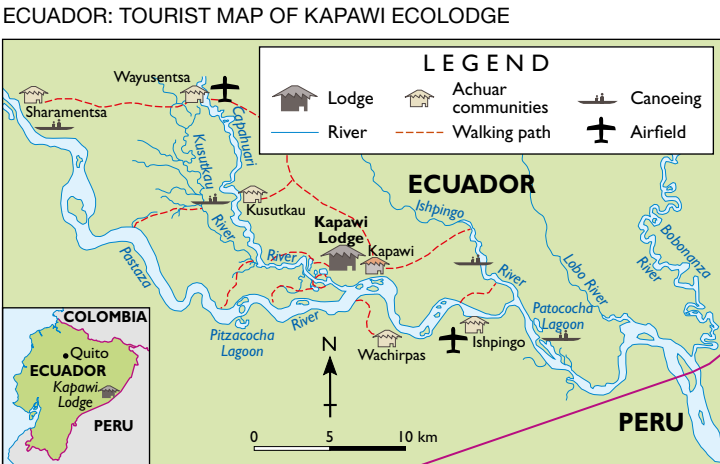 ECUADOR: TOURIST MAP OF KAPAWI ECOLODGE
LEGEND
Lodge
Achuar
communities
Canoeing
River
Walking path
Airfield
Wayusentsa
Sharamentsa
Capahuari
River
Kusutkau
River
Kusutkau
ECUADOR
Ishpingo
River
Kapawi
Lodge
Kapawi
Bobonanza
River
Lobo River
Pastaza
River
Pitzacocha
Lagoon
Patococha
Lagoon
Wachirpas
Ishpingo
N
0 5 10 km
PERU
COLOMBIA
Quito
ECUADOR
Kapawi
Lodge
PERU